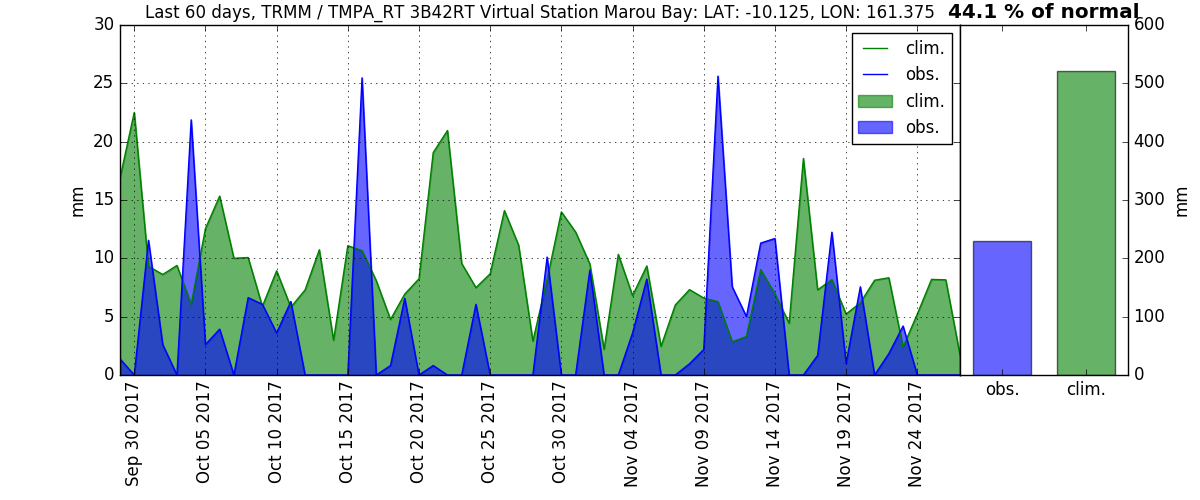 Last 60 days, TRMM / TMPA_RT 3B42RT Virtual Station Marou Bay: LAT: -10.125, LON: 161.375 44.1 % of normal
30
25
20
15
10
5
0
mm
clim.
obs.
clim.
obs.
600
500
400
300
200
100
0
mm
obs.
clim.
Sep 30 2017
Oct 05 2017
Oct 10 2017
Oct 15 2017
Oct 20 2017
Oct 25 2017
Oct 30 2017
Nov 04 2017
Nov 09 2017
Nov 14 2017
Nov 19 2017
Nov 24 2017